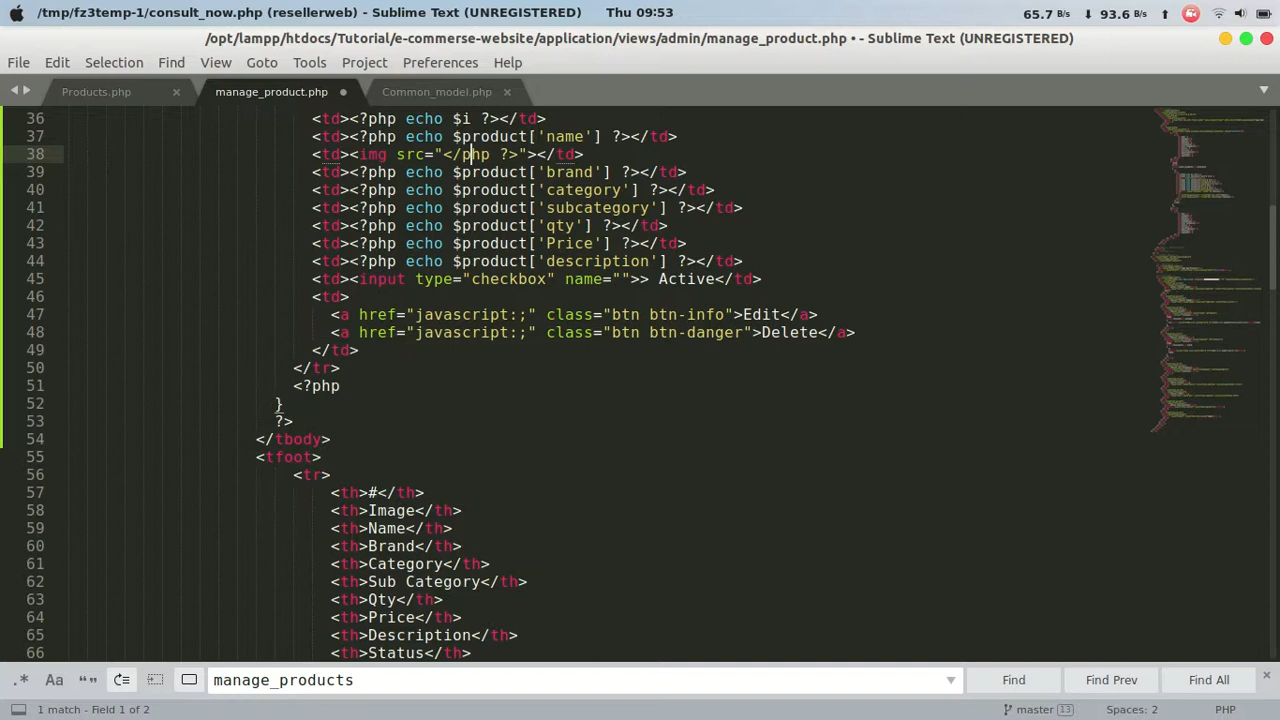 /tmp/fz3temp-1/consult_now.php (resellerweb) - Sublime Text (UNREGISTERED) Thu 09:53 65.7 B/s ↓ 93.6 B/s ↑
/opt/lampp/htdocs/Tutorial/e-commerse-website/application/views/admin/manage_product.php • - Sublime Text (UNREGISTERED)
File Edit Selection Find View Goto Tools Project Preferences Help
Products.php × manage_product.php • Common_model.php ×
36 <td><?php echo $i ?></td>
37 <td><?php echo $product['name'] ?></td>
38 <td><img src="</php ?>"></td>
39 <td><?php echo $product['brand'] ?></td>
40 <td><?php echo $product['category'] ?></td>
41 <td><?php echo $product['subcategory'] ?></td>
42 <td><?php echo $product['qty'] ?></td>
43 <td><?php echo $product['Price'] ?></td>
44 <td><?php echo $product['description'] ?></td>
45 <td><input type="checkbox" name="">> Active</td>
46 <td>
47 <a href="javascript:;" class="btn btn-info">Edit</a>
48 <a href="javascript:;" class="btn btn-danger">Delete</a>
49 </td>
50 </tr>
51 <?php
52 }
53 ?>
54 </tbody>
55 <tfoot>
56 <tr>
57 <th>#</th>
58 <th>Image</th>
59 <th>Name</th>
60 <th>Brand</th>
61 <th>Category</th>
62 <th>Sub Category</th>
63 <th>Qty</th>
64 <th>Price</th>
65 <th>Description</th>
66 <th>Status</th>
.* Aa “” manage_products Find Find Prev Find All ×
1 match - Field 1 of 2 master 13 Spaces: 2 PHP